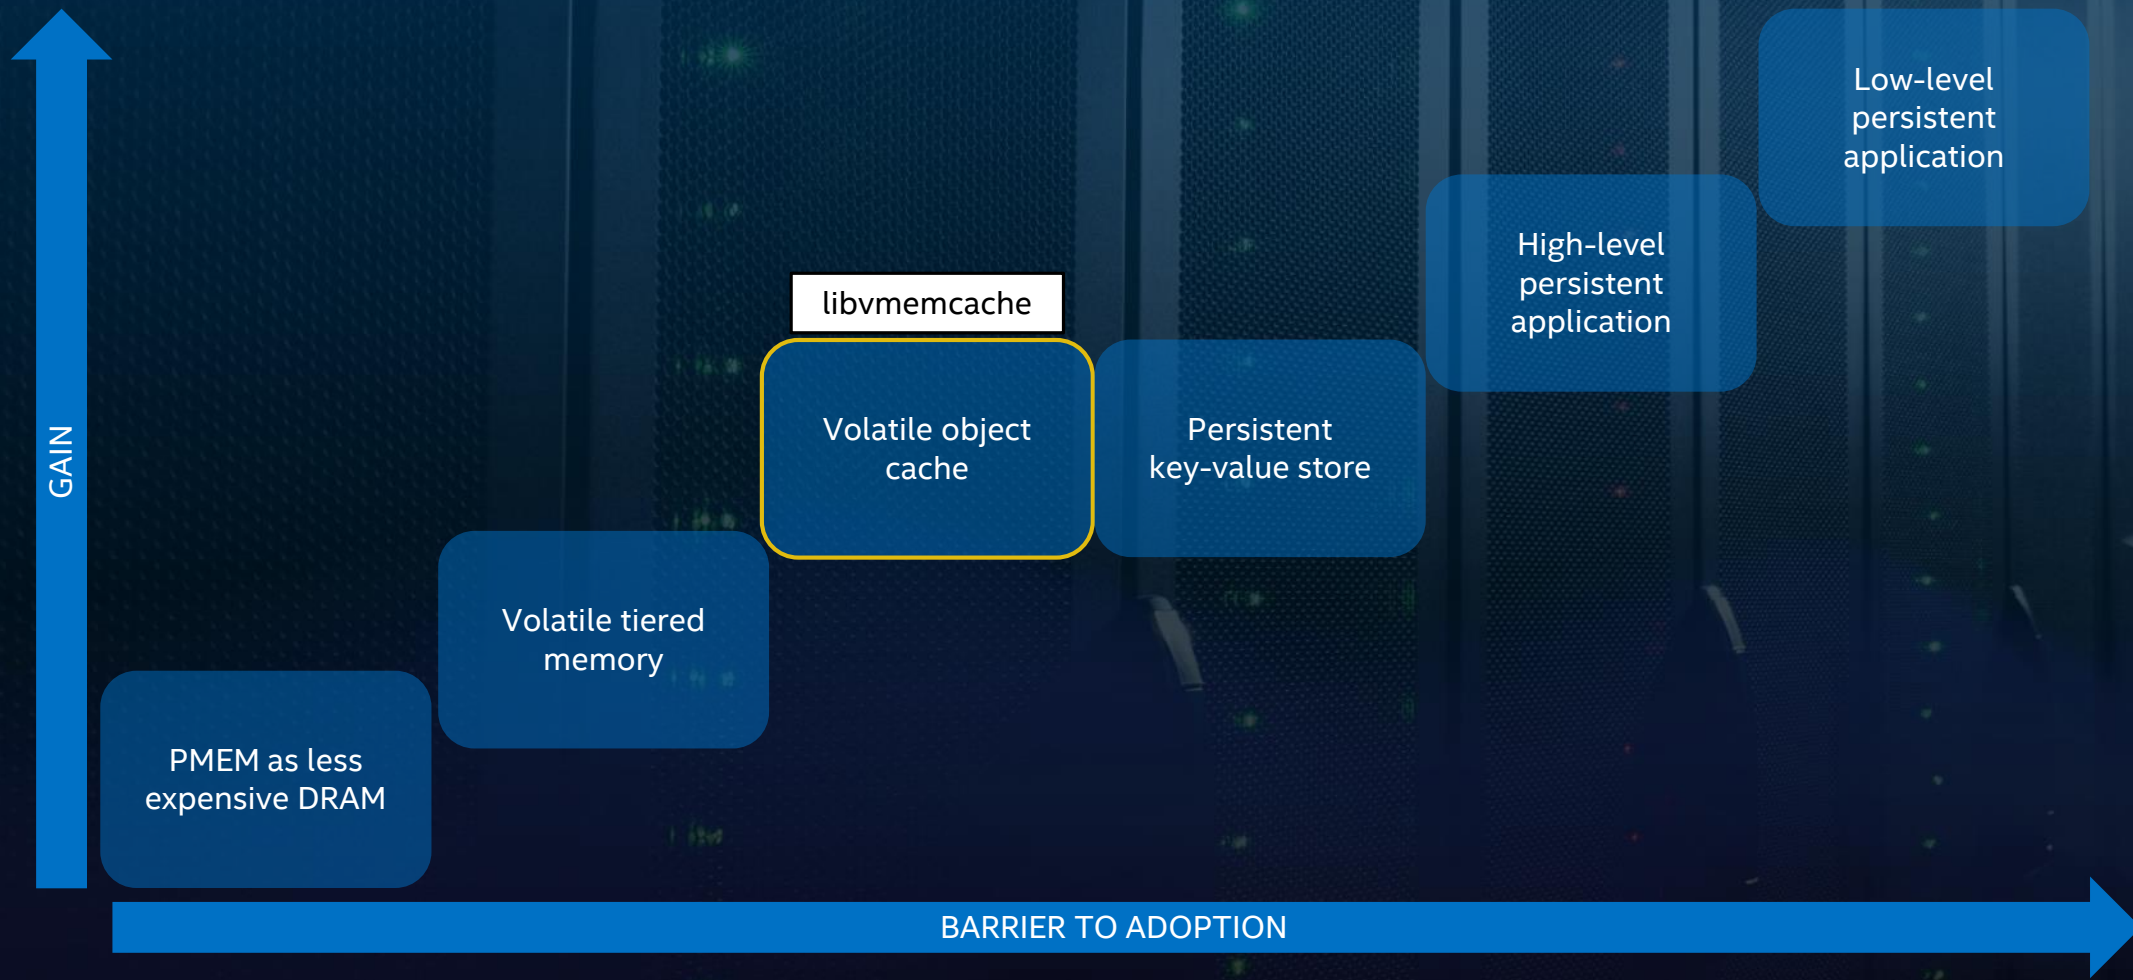 GAIN
Low-level
persistent
application
High-level
persistent
application
libvmemcache
Volatile object
cache
Persistent
key-value store
Volatile tiered
memory
PMEM as less
expensive DRAM
BARRIER TO ADOPTION